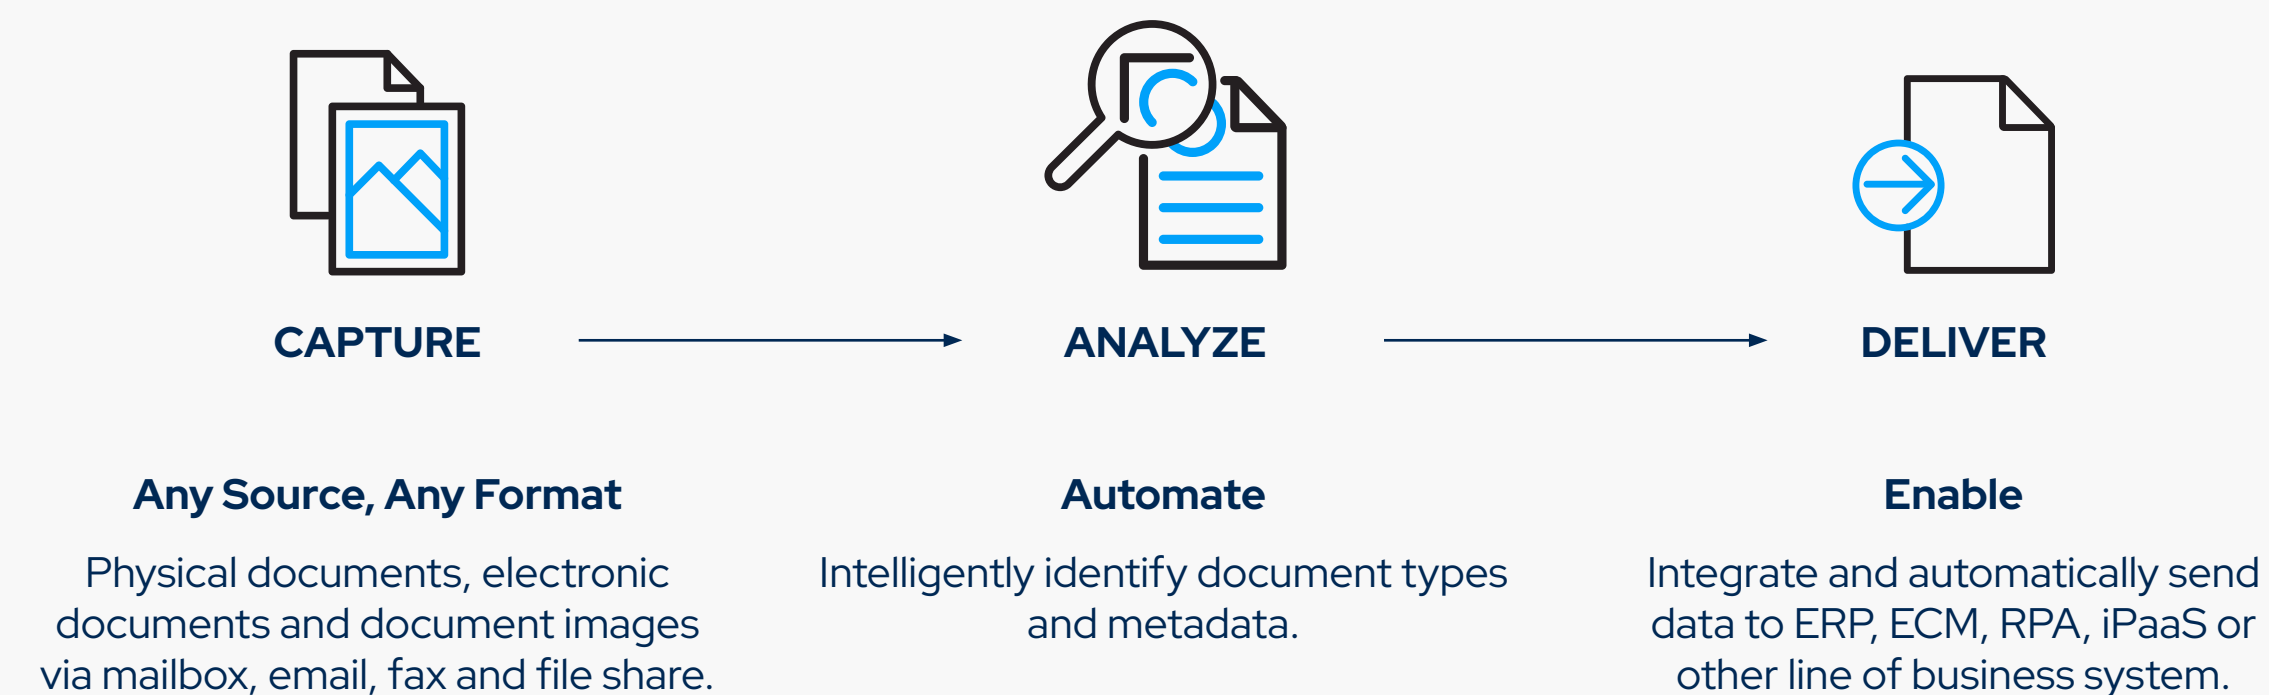 CAPTURE
ANALYZE
DELIVER
Any Source, Any Format
Physical documents, electronic
documents and document images
via mailbox, email, fax and file share.
Automate
Intelligently identify document types
and metadata.
Enable
Integrate and automatically send
data to ERP, ECM, RPA, iPaaS or
other line of business system.